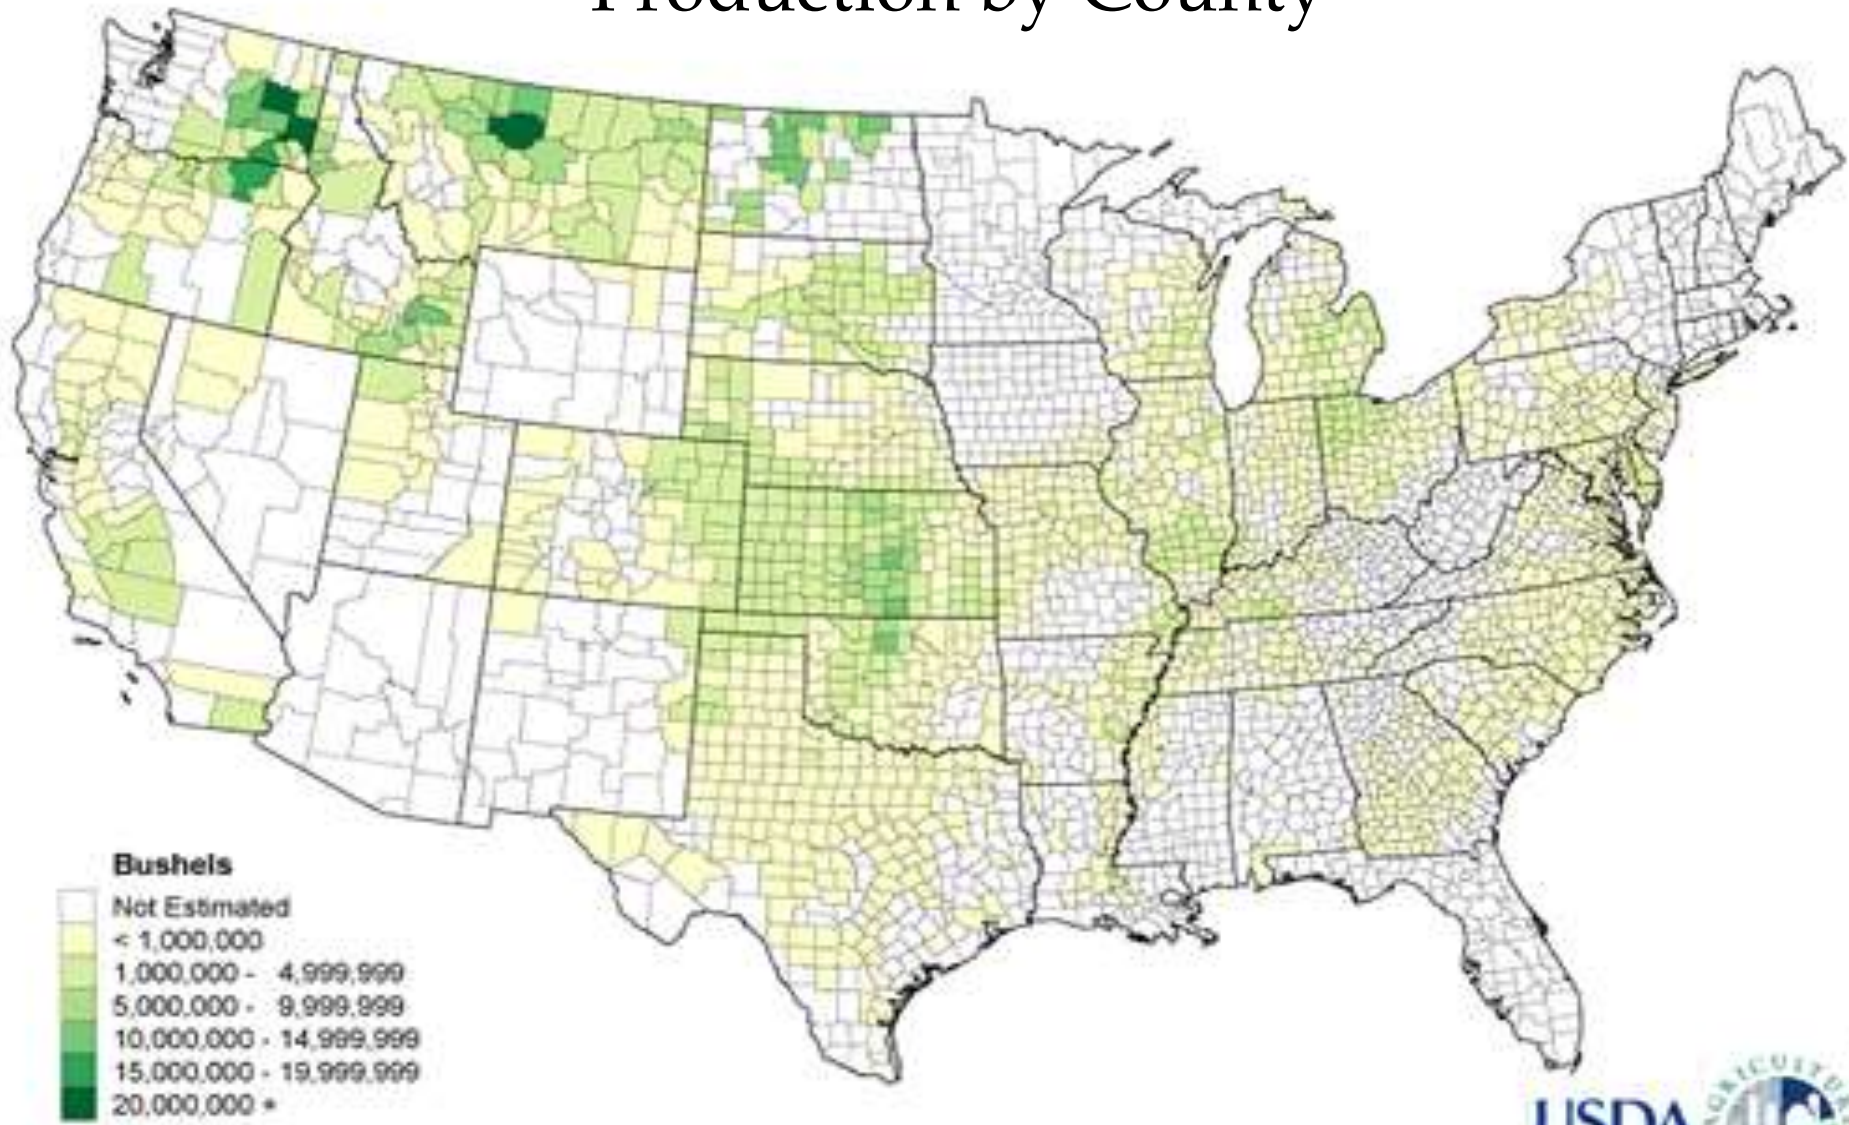 Production by County
Bushels
Not Estimated
< 1,000,000
1,000,000 - 4,999,999
5,000,000 - 9,999,999
10,000,000 - 14,999,999
15,000,000 - 19,999,999
20,000,000 +
USDA
AGRICULTURA